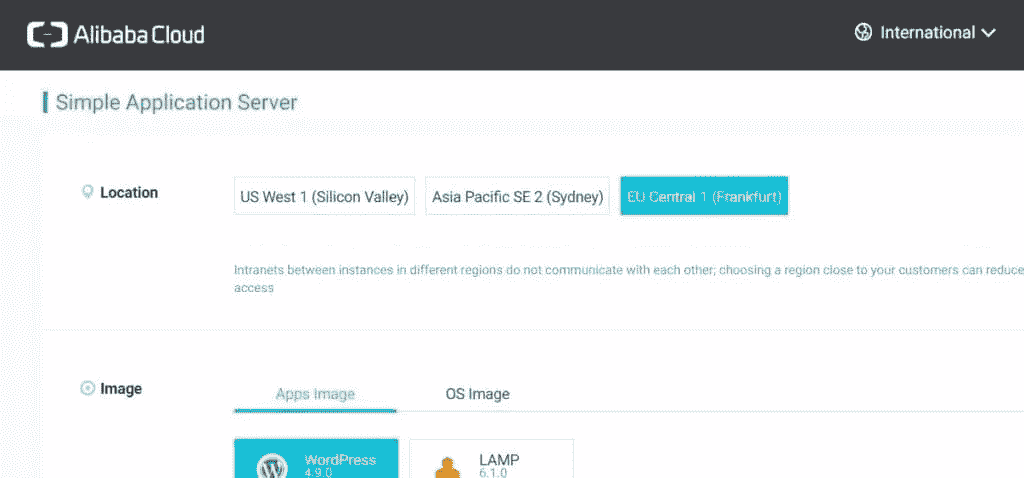 Alibaba Cloud
International
Simple Application Server
Location
US West 1 (Silicon Valley)
Asia Pacific SE 2 (Sydney)
EU Central 1 (Frankfurt)
Intranets between instances in different regions do not communicate with each other; choosing a region close to your customers can reduce
access
Image
Apps Image
OS Image
WordPress
4.9.0
LAMP
6.1.0